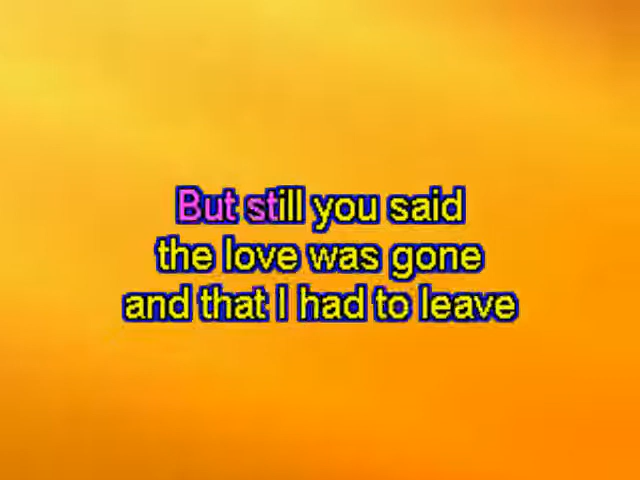 But still you said
the love was gone
and that I had to leave